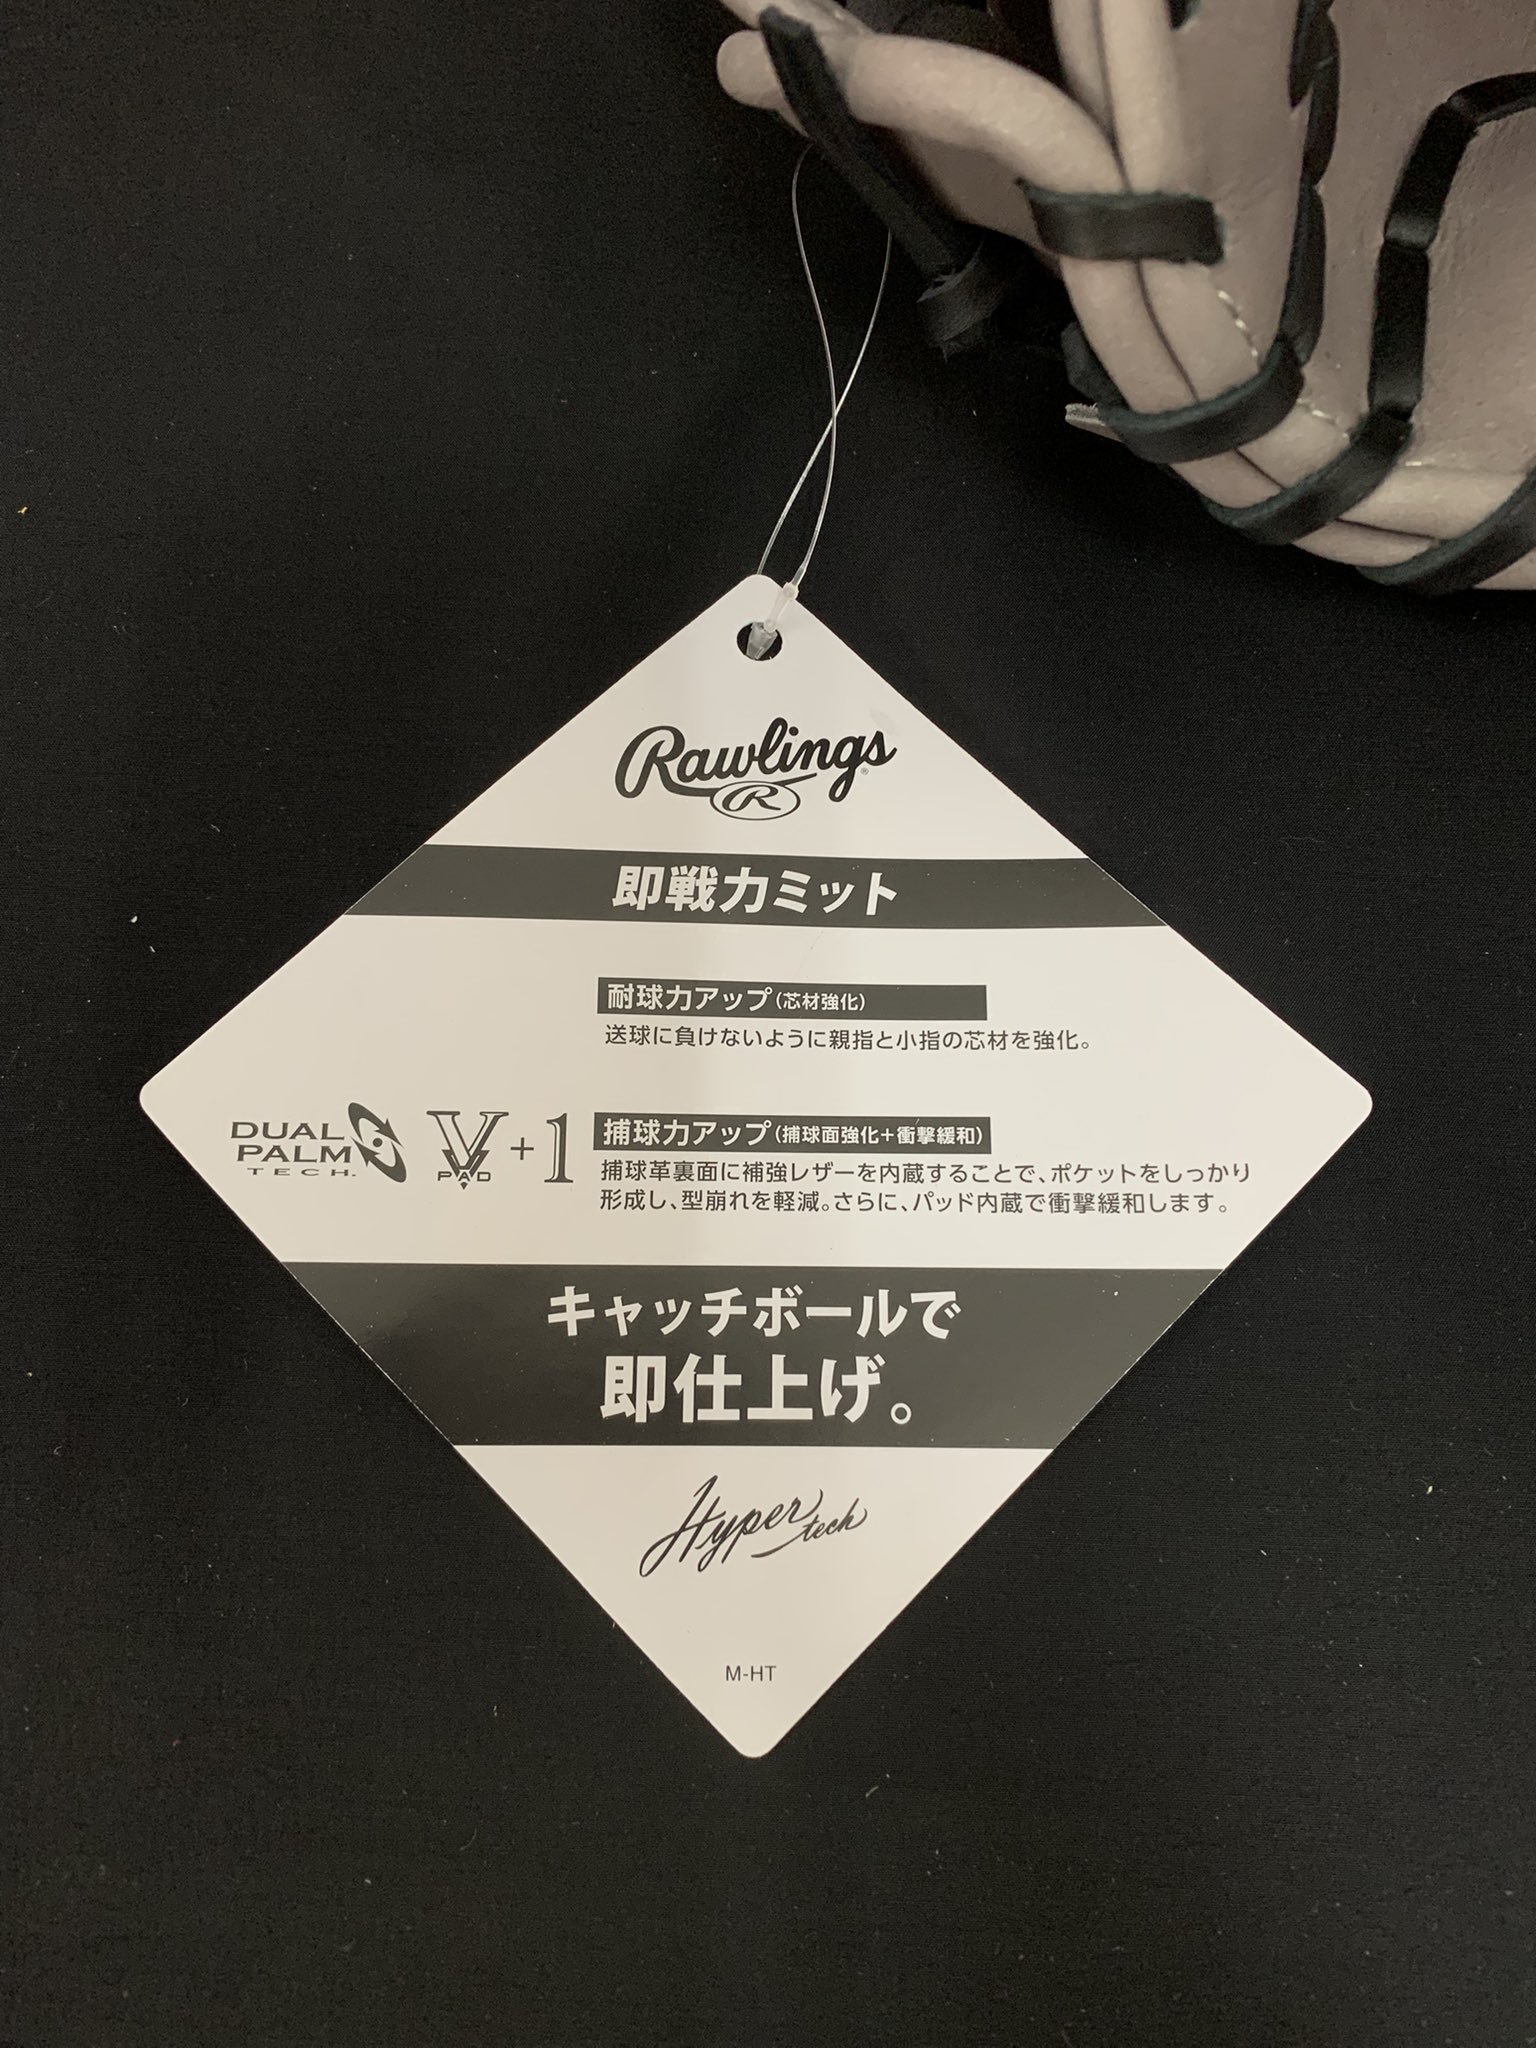 Rawlings
R
即戦力ミット
耐球力アップ(芯材強化)
送球に負けないように親指と小指の芯材を強化。
DUAL
PALM
TECH.
V
PAD
+1
捕球力アップ(捕球面強化+衝撃緩和)
捕球革裏面に補強レザーを内蔵することで、ポケットをしっかり
形成し、型崩れを軽減。さらに、パッド内蔵で衝撃緩和します。
キャッチボールで
即仕上げ。
Hyper tech
M-HT